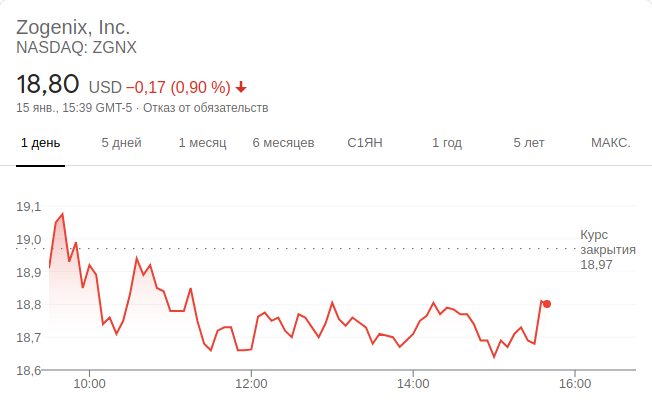 Zogenix, Inc.
NASDAQ: ZGNX
18,80 USD −0,17 (0,90 %)
15 янв., 15:39 GMT-5 · Отказ от обязательств
1 день 5 дней 1 месяц 6 месяцев С1ЯН 1 год 5 лет МАКС.
19,1
19,0
18,9
18,8
18,7
18,6
Курс
закрытия
18,97
10:00 12:00 14:00 16:00